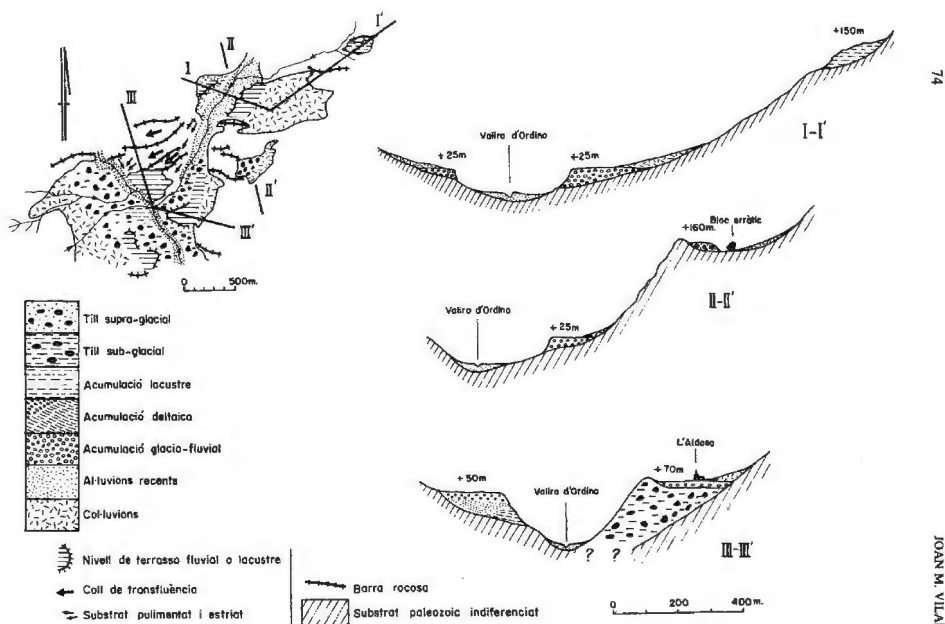 74
JOAN M. VILA
I'
II
I
III
II'
III'
0 500m.
+150m
Valira d'Ordino
+25m
+25m
I-I'
Bloc erràtic
+160m.
Valira d'Ordino
+25m
II-II'
L'Aldosa
+50m
Valira d'Ordino
+70m
? ?
III-III'
0 200 400m.
Till supra-glacial
Till sub-glacial
Acumulació lacustre
Acumulació deltaica
Acumulació glacio-fluvial
Al·luvions recents
Col·luvions
Nivell de terrassa fluvial o lacustre
Coll de transfluència
Substrat pulimentat i estriat
Barra rocosa
Substrat paleozoic indiferenciat